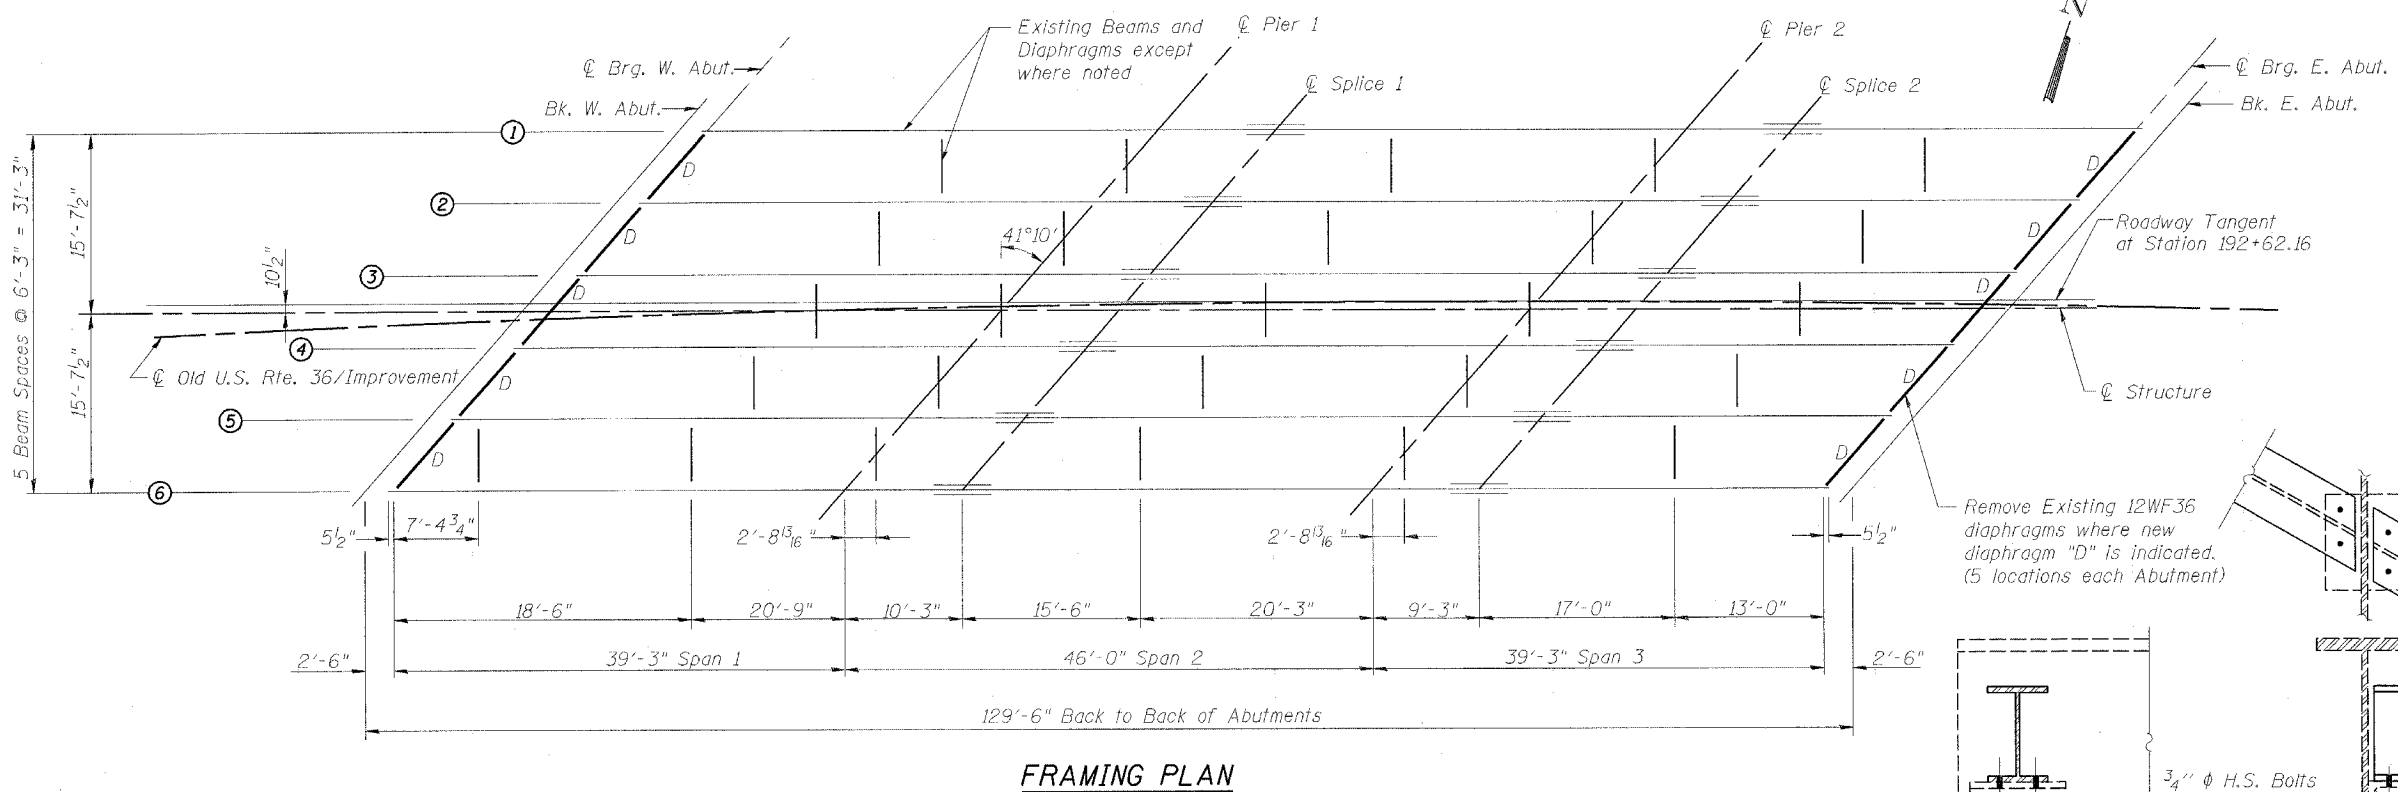 N
Existing Beams and
Diaphragms except
where noted
℄ Pier 1
℄ Pier 2
℄ Brg. W. Abut.
℄ Splice 1
℄ Splice 2
℄ Brg. E. Abut.
Bk. W. Abut.
Bk. E. Abut.
1
2
3
4
5
6
5 Beam Spaces @ 6'-3" = 31'-3"
15'-7½"
15'-7½"
10½"
41°10'
D
D
D
D
D
D
D
D
D
D
Roadway Tangent
at Station 192+62.16
℄ Old U.S. Rte. 36/Improvement
℄ Structure
Remove Existing 12WF36
diaphragms where new
diaphragm "D" is indicated.
(5 locations each Abutment)
5½"
7'-4¾"
2'-8 13/16"
2'-8 13/16"
5½"
18'-6"
20'-9"
10'-3"
15'-6"
20'-3"
9'-3"
17'-0"
13'-0"
2'-6"
39'-3" Span 1
46'-0" Span 2
39'-3" Span 3
2'-6"
129'-6" Back to Back of Abutments
FRAMING PLAN
¾" ϕ H.S. Bolts